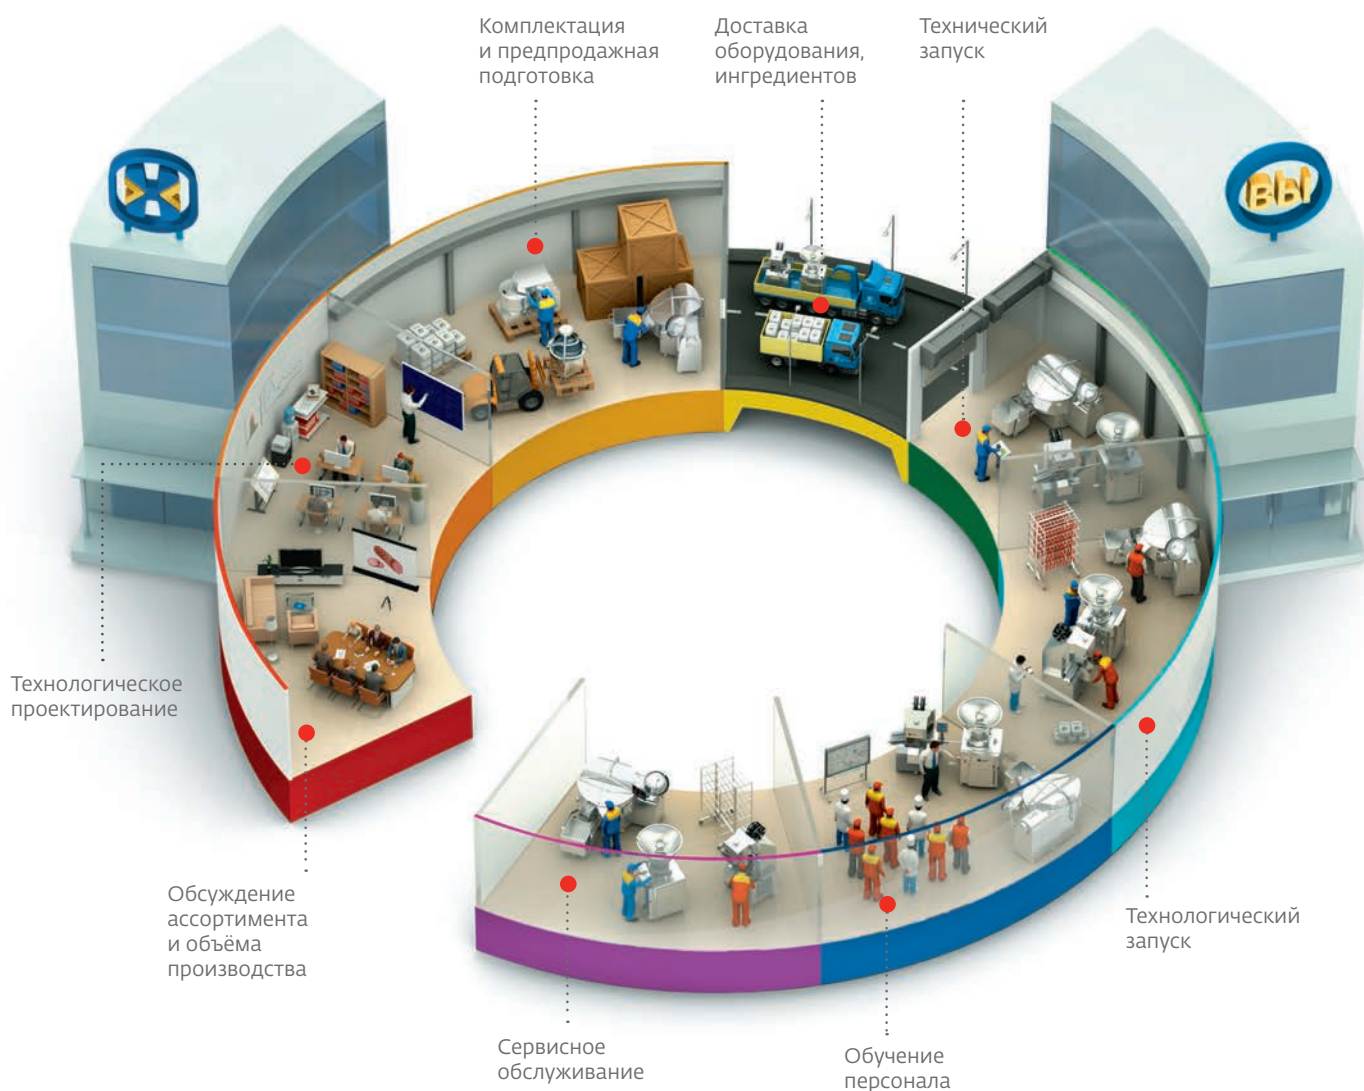 Комплектация
и предпродажная
подготовка
Доставка
оборудования,
ингредиентов
Технический
запуск
ВЫ
Технологическое
проектирование
Обсуждение
ассортимента
и объёма
производства
Технологический
запуск
Сервисное
обслуживание
Обучение
персонала